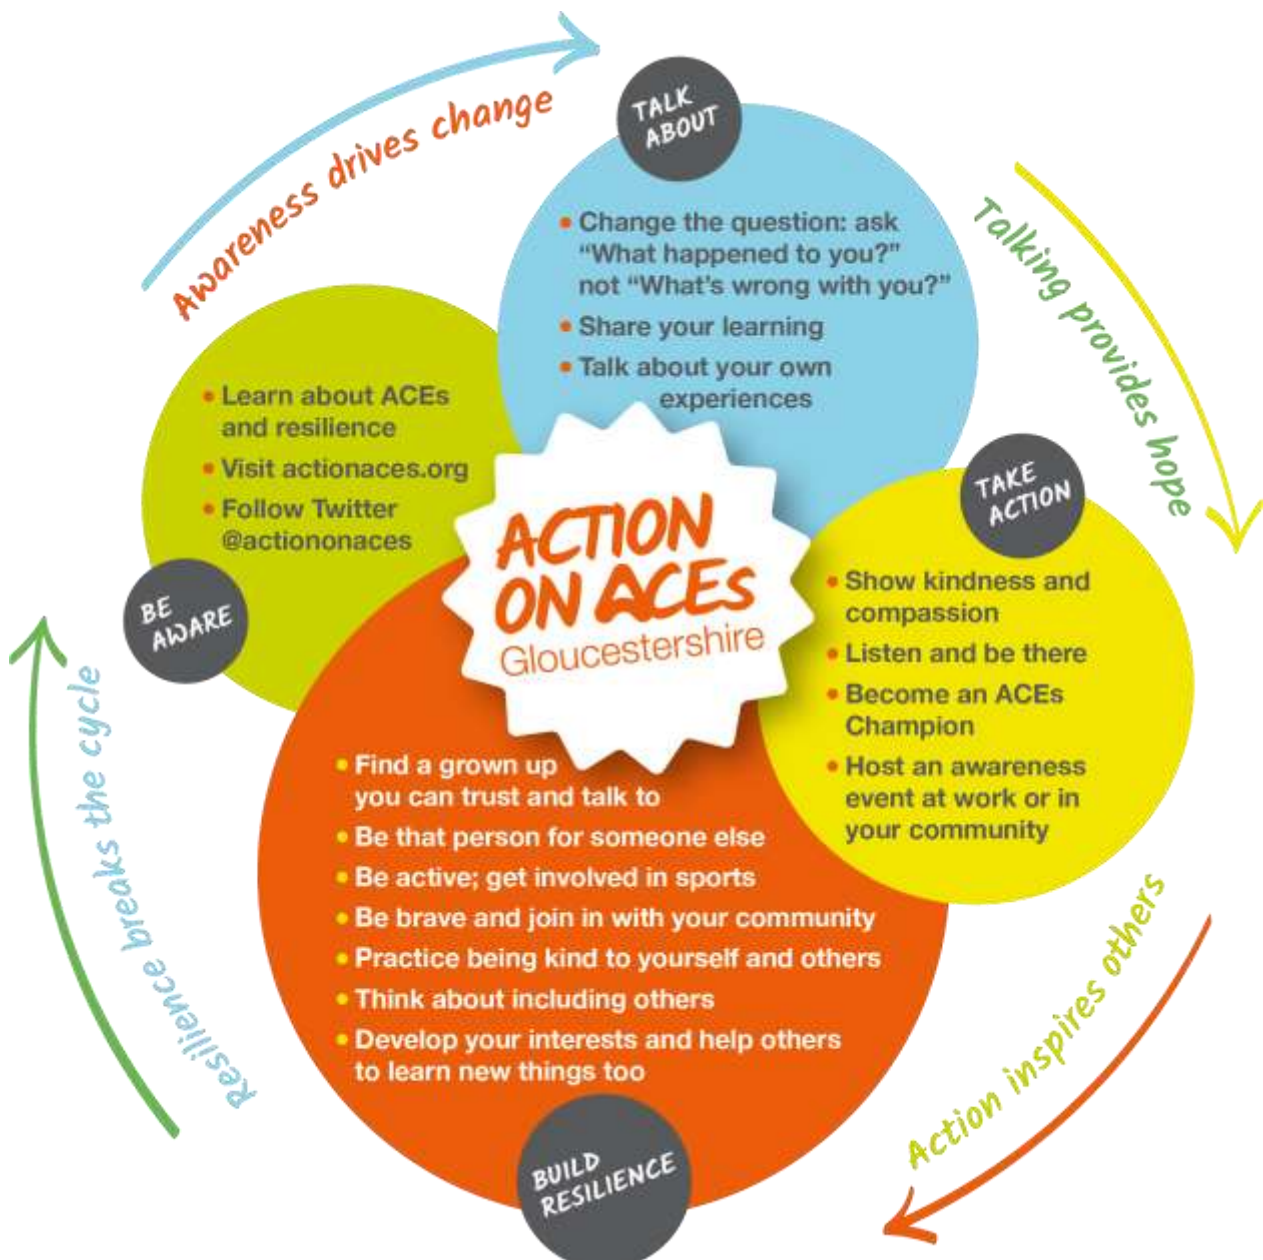 Awareness drives change
TALK
ABOUT
• Change the question: ask
“What happened to you?”
not “What's wrong with you?”
• Share your learning
• Talk about your own
experiences
Talking provides hope
TAKE
ACTION
• Show kindness and
compassion
• Listen and be there
• Become an ACEs
Champion
• Host an awareness
event at work or in
your community
Action inspires others
• Find a grown up
you can trust and talk to
• Be that person for someone else
• Be active; get involved in sports
• Be brave and join in with your community
• Practice being kind to yourself and others
• Think about including others
• Develop your interests and help others
to learn new things too
BUILD
RESILIENCE
Resilience breaks the cycle
• Learn about ACEs
and resilience
• Visit actionaces.org
• Follow Twitter
@actiononaces
BE
AWARE
ACTION
ON ACEs
Gloucestershire